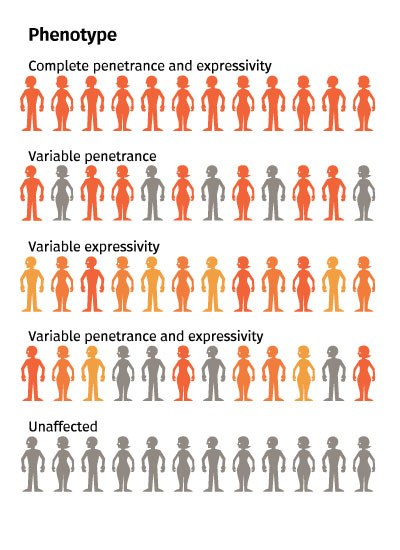 Phenotype
Complete penetrance and expressivity
Variable penetrance
Variable expressivity
Variable penetrance and expressivity
Unaffected